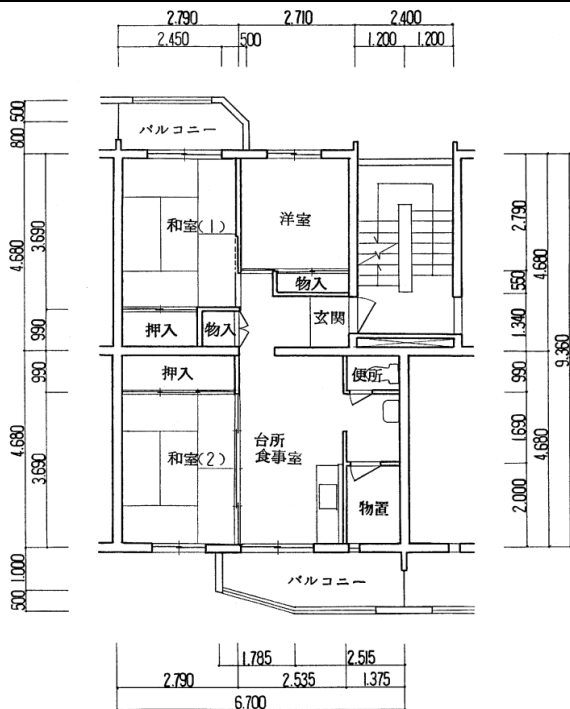 2.790 2.710 2.400
2.450 500 1.200 1.200
バルコニー
500
800
和室(1)
洋室
物入
玄関
押入
物入
押入
便所
和室(2)
台所
食事室
物置
バルコニー
4.680
3.690
990
990
4.680
3.690
1.000
500
2.790
550
1.340
990
1.690
2.000
4.680
4.680
9.360
1.785 2.515
2.790 2.535 1.375
6.700